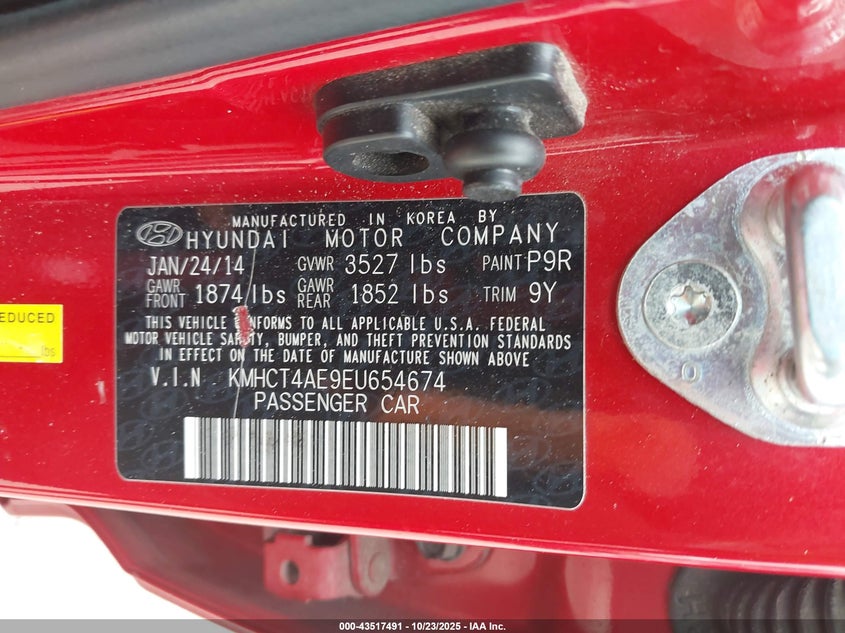 MANUFACTURED IN KOREA BY
HYUNDAI MOTOR COMPANY
JAN/24/14 GVWR 3527 lbs PAINT P9R
GAWR FRONT 1874 lbs GAWR REAR 1852 lbs TRIM 9Y
THIS VEHICLE ONFORMS TO ALL APPLICABLE U.S.A. FEDERAL
MOTOR VEHICLE SAFETY, BUMPER, AND THEFT PREVENTION STANDARDS
IN EFFECT ON THE DATE OF MANUFACTURE SHOWN ABOVE.
V.I.N KMHCT4AE9EU654674
PASSENGER CAR
EDUCED
lbs
O
000-43517491 - 10/23/2025 - IAA Inc.